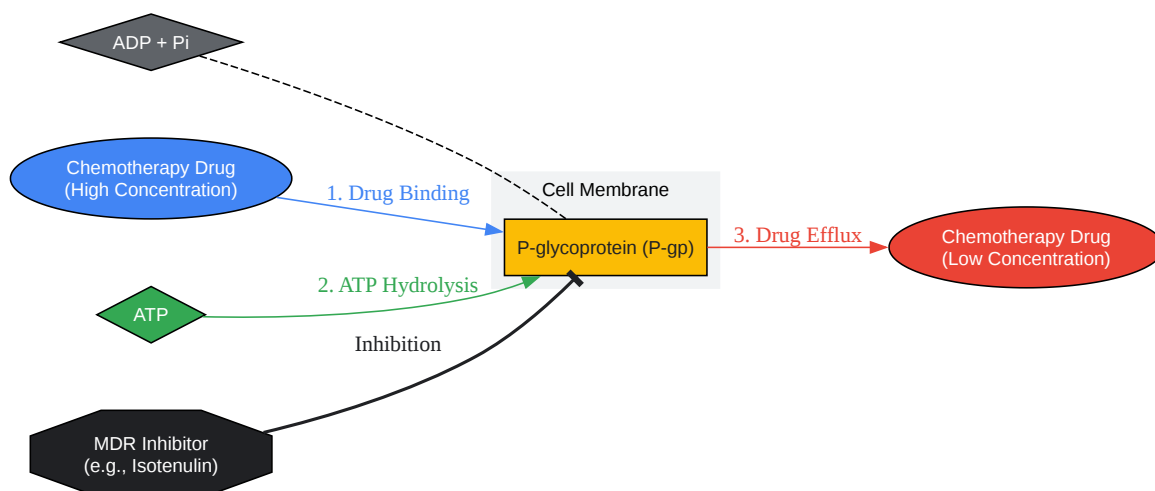 ADP + Pi
Chemotherapy Drug
(High Concentration)
1. Drug Binding
Cell Membrane
P-glycoprotein (P-gp)
3. Drug Efflux
Chemotherapy Drug
(Low Concentration)
2. ATP Hydrolysis
ATP
Inhibition
MDR Inhibitor
(e.g., Isotenulin)